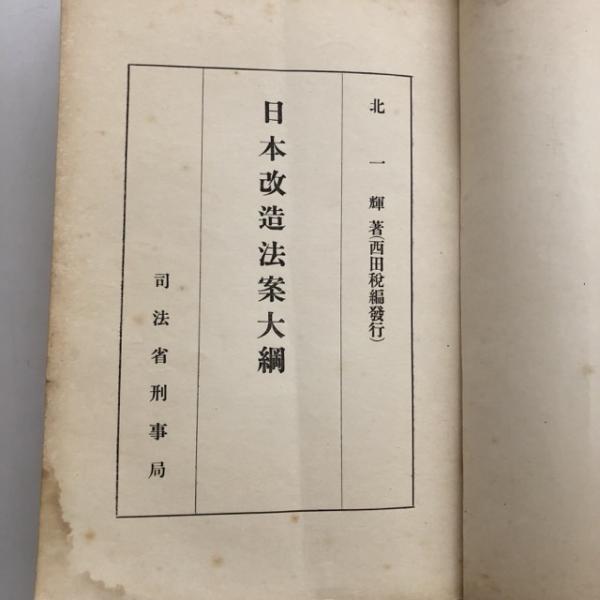 北一輝著(西田税編發行)
日本改造法案大綱
司法省刑事局